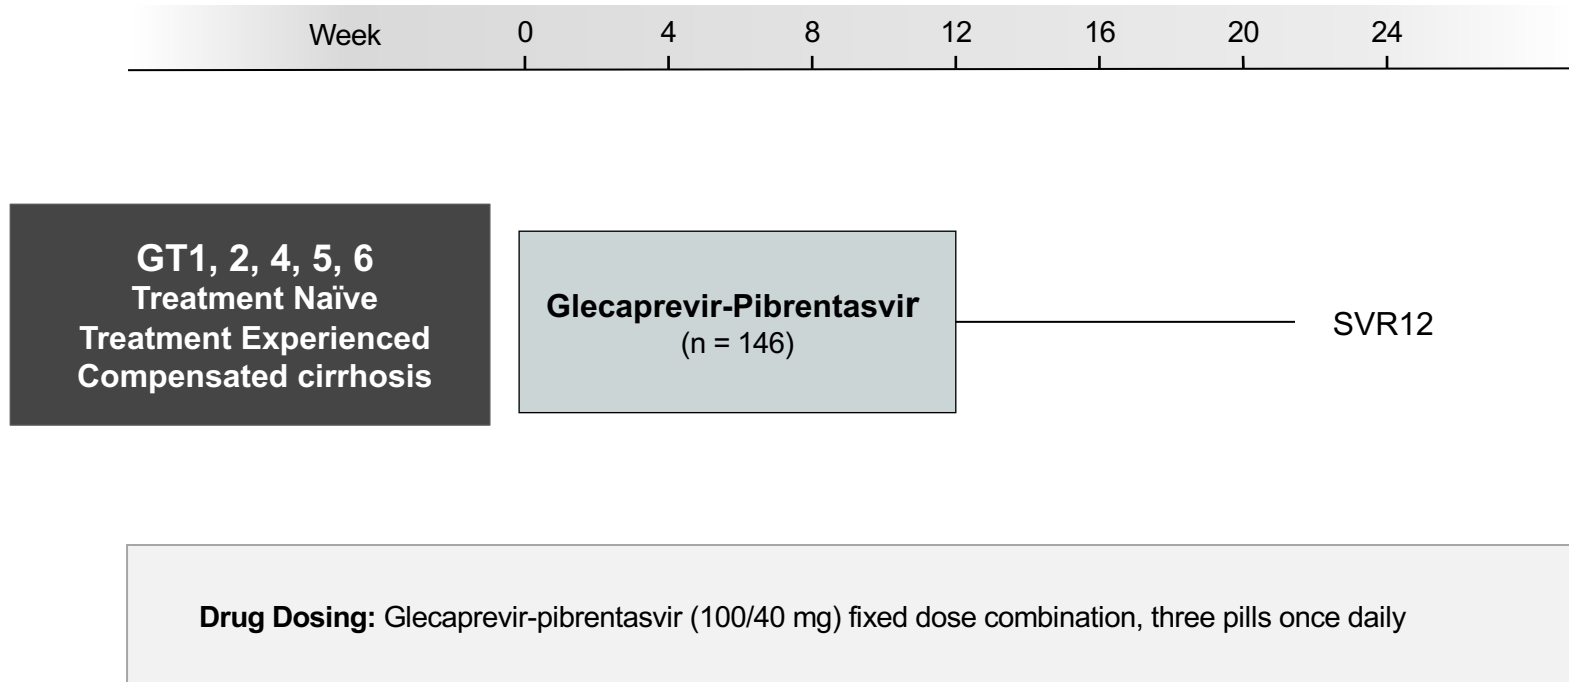 Week 0 4 8 12 16 20 24
GT1, 2, 4, 5, 6
Treatment Naïve
Treatment Experienced
Compensated cirrhosis
Glecaprevir-Pibrentasvir
(n = 146)
SVR12
Drug Dosing: Glecaprevir-pibrentasvir (100/40 mg) fixed dose combination, three pills once daily